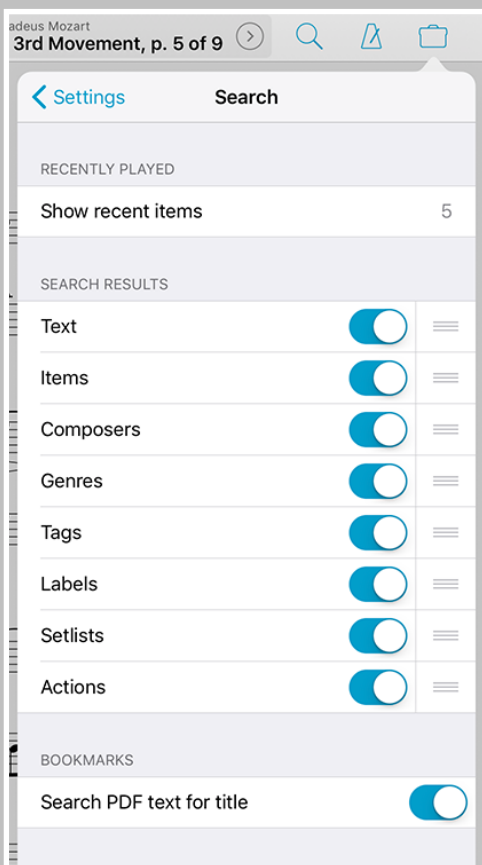 adeus Mozart
3rd Movement, p. 5 of 9
Settings
Search
RECENTLY PLAYED
Show recent items 5
SEARCH RESULTS
Text
Items
Composers
Genres
Tags
Labels
Setlists
Actions
BOOKMARKS
Search PDF text for title